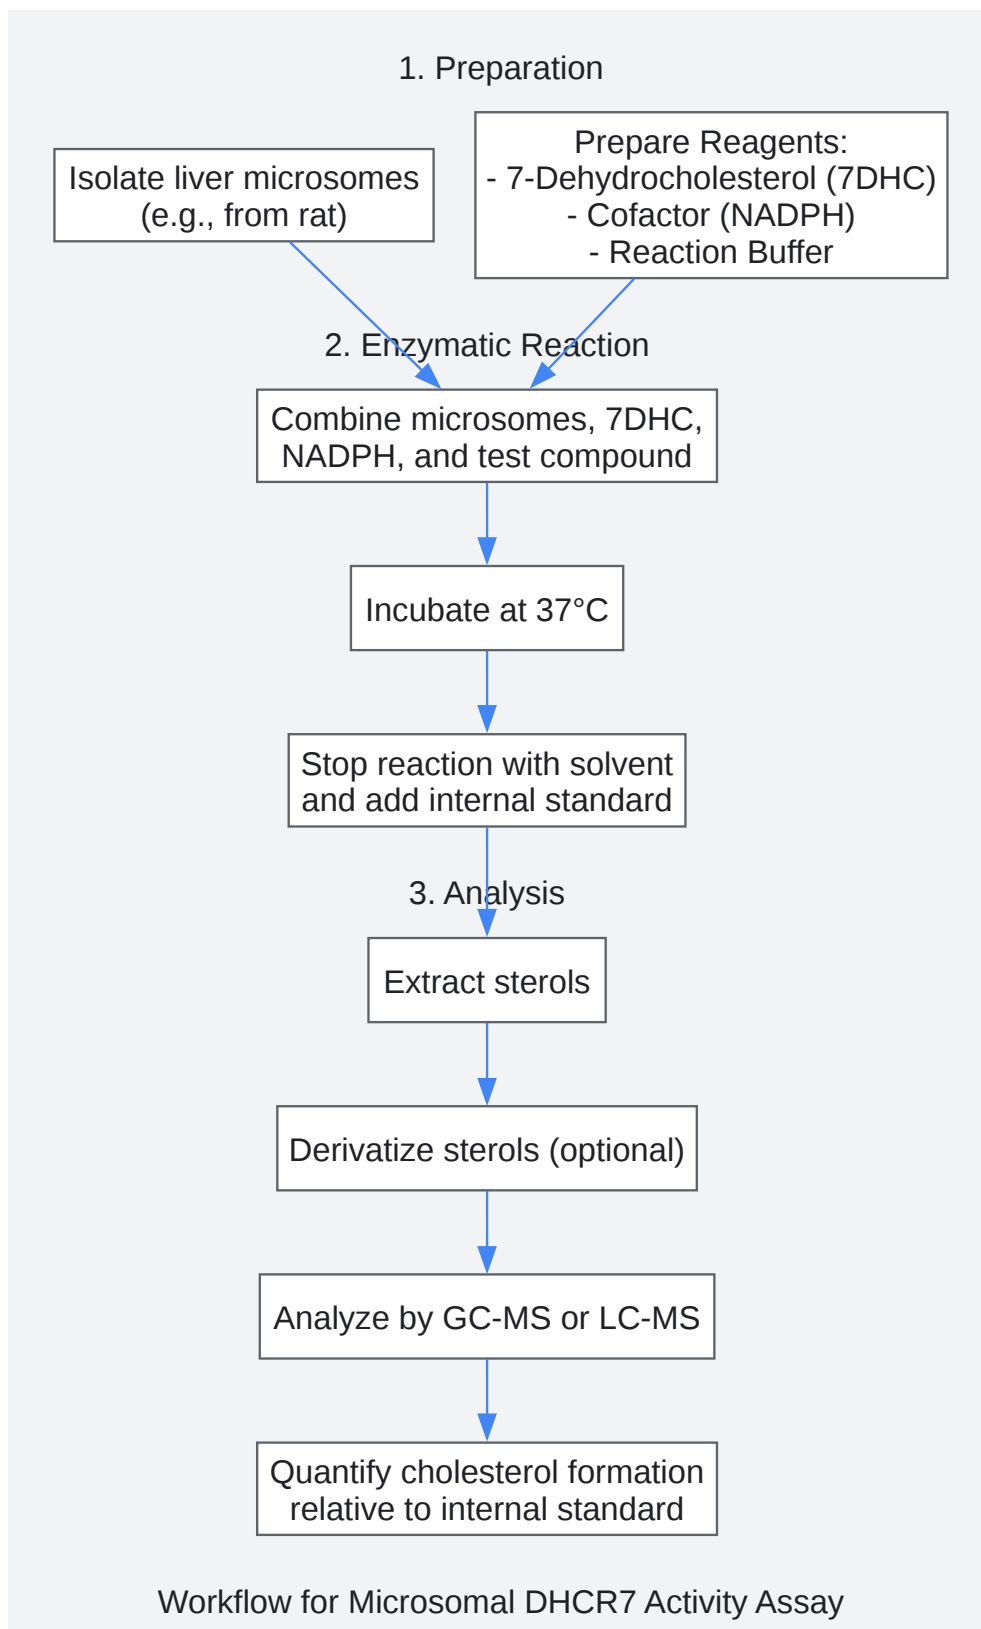 1. Preparation
Isolate liver microsomes
(e.g., from rat)
Prepare Reagents:
- 7-Dehydrocholesterol (7DHC)
- Cofactor (NADPH)
- Reaction Buffer
2. Enzymatic Reaction
Combine microsomes, 7DHC,
NADPH, and test compound
Incubate at 37°C
Stop reaction with solvent
and add internal standard
3. Analysis
Extract sterols
Derivatize sterols (optional)
Analyze by GC-MS or LC-MS
Quantify cholesterol formation
relative to internal standard
Workflow for Microsomal DHCR7 Activity Assay